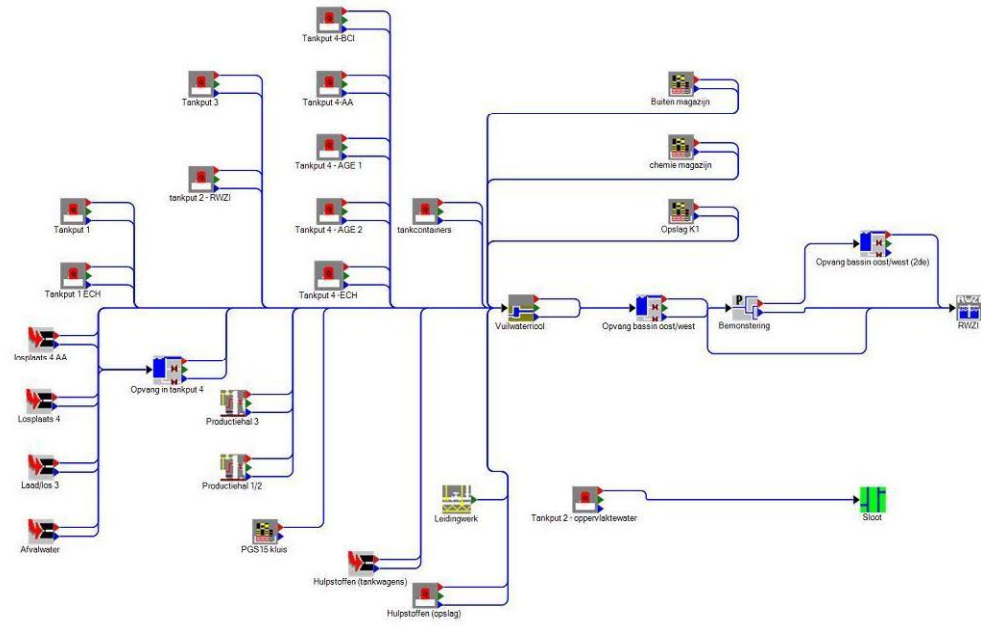 Tankput 4-BCI
Tankput 3
Tankput 4-AA
Buiten magazijn
Tankput 4 - AGE 1
chemie magazijn
tankput 2 - RWZI
Tankput 1
Tankput 4 - AGE 2
tankcontainers
Opslag K1
Opvang bassin oost/west (2de)
Tankput 1 ECH
Tankput 4 -ECH
Vuilwaterriool
Opvang bassin oost/west
P
Bemonstering
RWZI
RWZI
losplaats 4 AA
Opvang in tankput 4
Losplaats 4
Productiehal 3
Laad/los 3
Productiehal 1/2
Leidingwerk
Tankput 2 - oppervlaktewater
Sloot
Afvalwater
PGS15 kluis
Hulpstoffen (tankwagens)
Hulpstoffen (opslag)